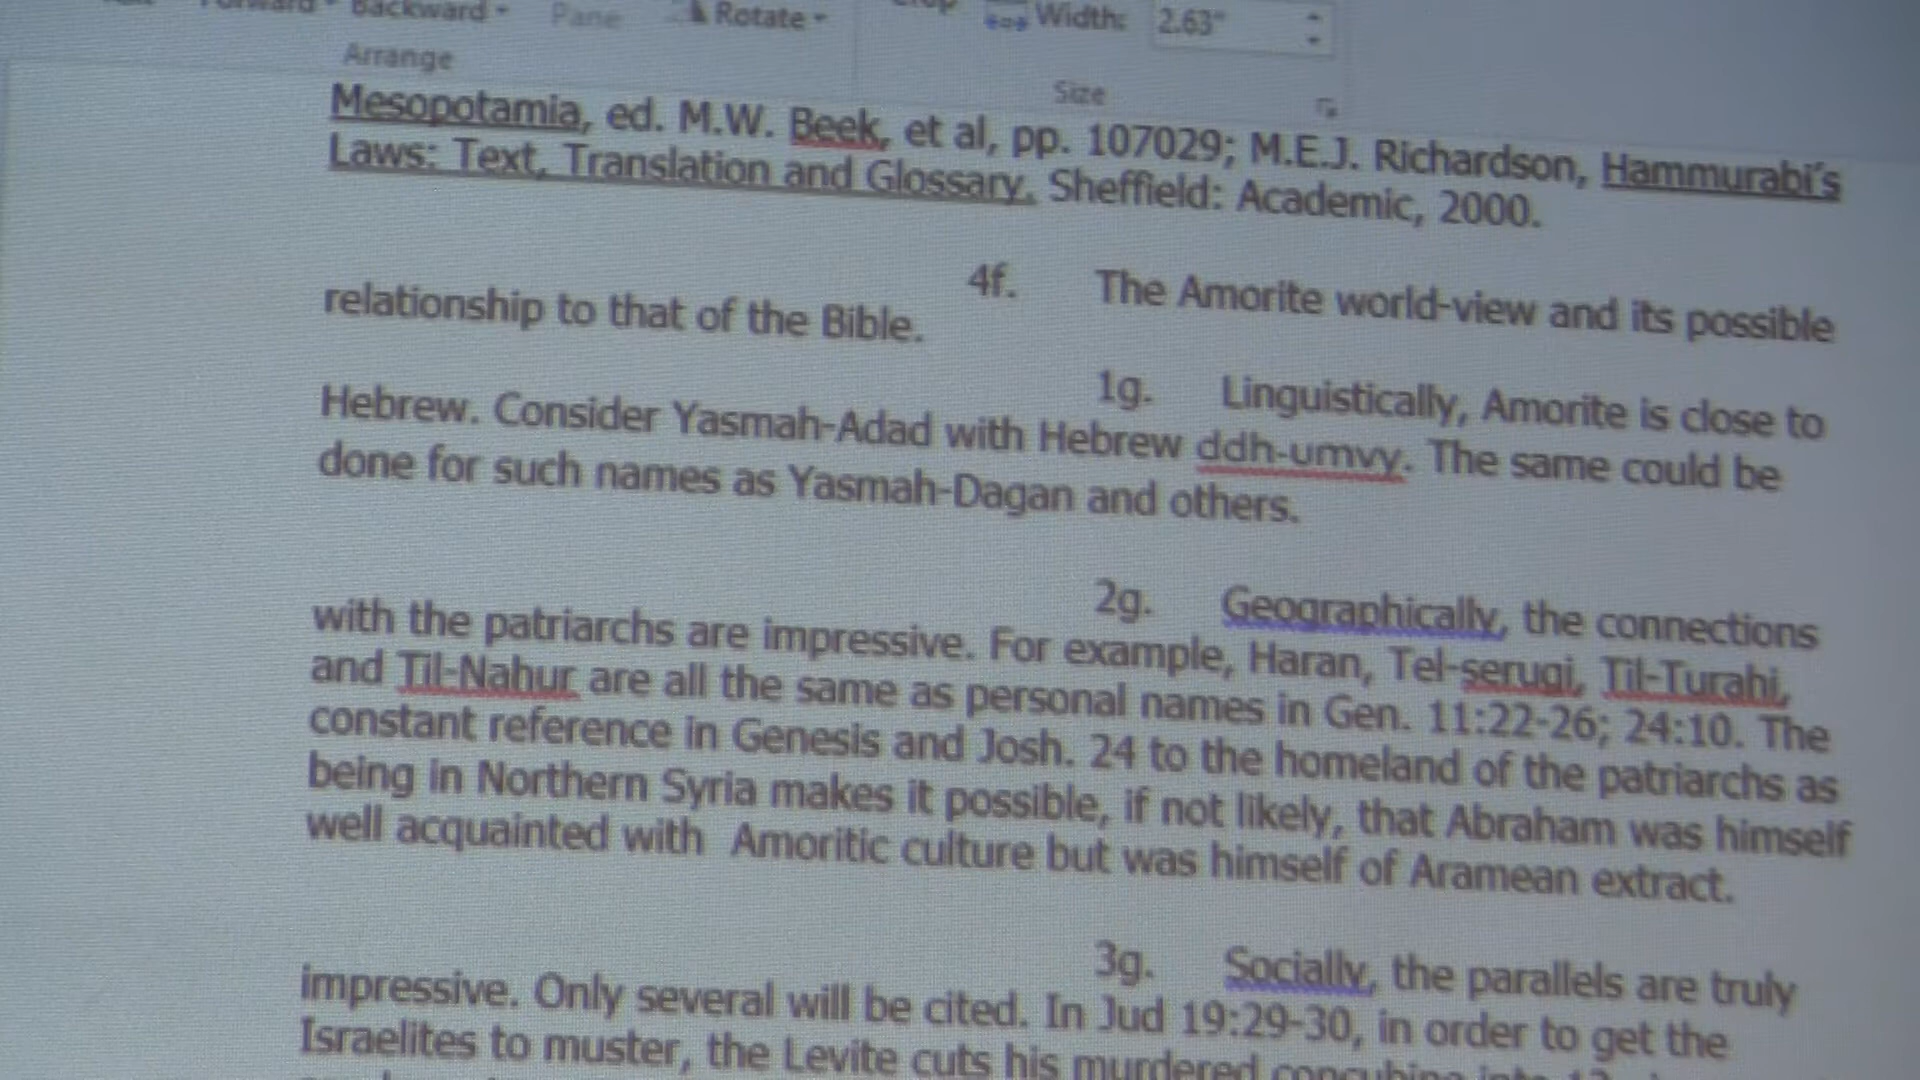 Backward
Pane
Rotate
Width: 2.63"
Arrange
Size
Mesopotamia, ed. M.W. Beek, et al, pp. 107029; M.E.J. Richardson, Hammurabi's
Laws: Text, Translation and Glossary. Sheffield: Academic, 2000.
4f. The Amorite world-view and its possible
relationship to that of the Bible.
1g. Linguistically, Amorite is close to
Hebrew. Consider Yasmah-Adad with Hebrew ddh-umvy. The same could be
done for such names as Yasmah-Dagan and others.
2g. Geographically, the connections
with the patriarchs are impressive. For example, Haran, Tel-serugi, Til-Turahi,
and Til-Nahur are all the same as personal names in Gen. 11:22-26; 24:10. The
constant reference in Genesis and Josh. 24 to the homeland of the patriarchs as
being in Northern Syria makes it possible, if not likely, that Abraham was himself
well acquainted with Amoritic culture but was himself of Aramean extract.
3g. Socially, the parallels are truly
impressive. Only several will be cited. In Jud 19:29-30, in order to get the
Israelites to muster, the Levite cuts his murdered concubine into 12